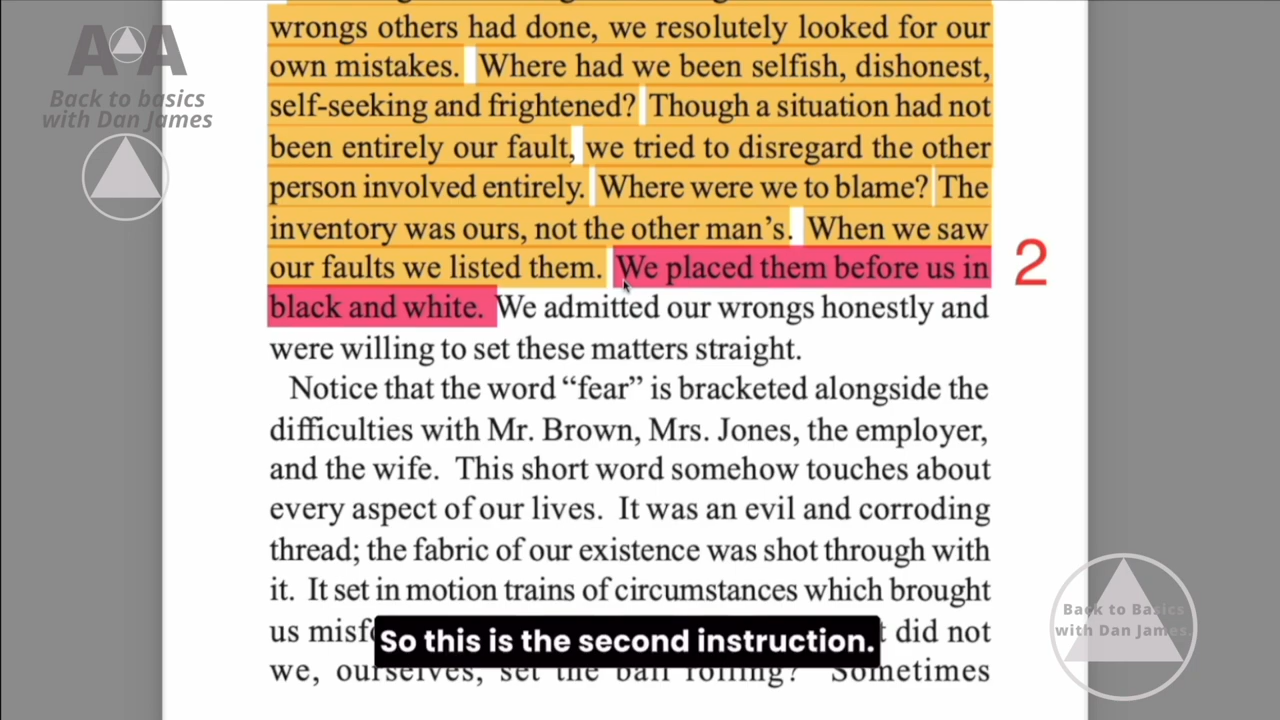 AA
Back to basics
with Dan James
wrongs others had done, we resolutely looked for our
own mistakes. Where had we been selfish, dishonest,
self-seeking and frightened? Though a situation had not
been entirely our fault, we tried to disregard the other
person involved entirely. Where were we to blame? The
inventory was ours, not the other man’s. When we saw
our faults we listed them. We placed them before us in
2
black and white. We admitted our wrongs honestly and
were willing to set these matters straight.
Notice that the word “fear” is bracketed alongside the
difficulties with Mr. Brown, Mrs. Jones, the employer,
and the wife. This short word somehow touches about
every aspect of our lives. It was an evil and corroding
thread; the fabric of our existence was shot through with
it. It set in motion trains of circumstances which brought
us did not
So this is the second instruction.
we, ourselves, set the ball rolling? Sometimes
Back to Basics
with Dan James